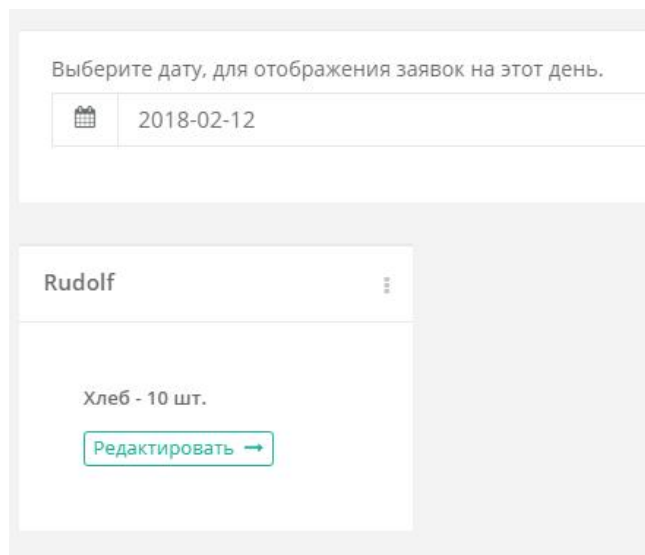 Выберите дату, для отображения заявок на этот день.
2018-02-12
Rudolf
Хлеб - 10 шт.
Редактировать →